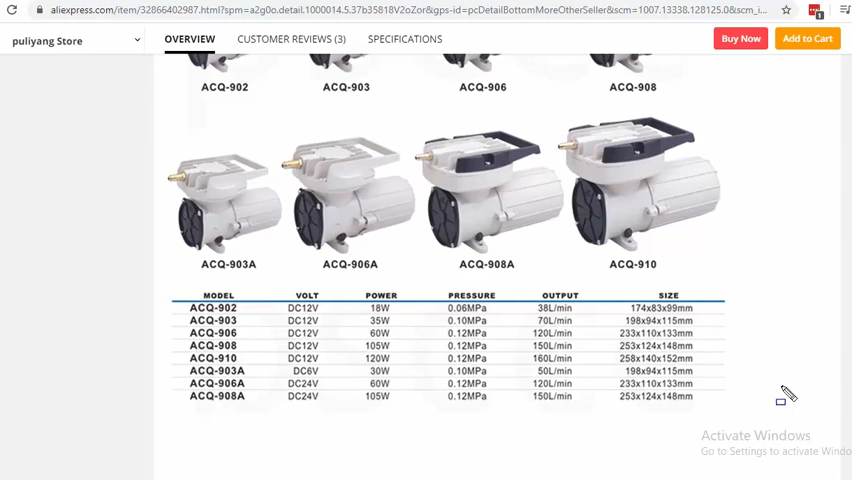 .aliexpress.com/item/32866402987.html?spm=a2g0o.detail.1000014.5.37b35818V2oZor&gps-id=pcDetailBottomMoreOtherSeller&scm=1007.13338.128125.0&scm_i...
1
puliyang Store
OVERVIEW CUSTOMER REVIEWS (3) SPECIFICATIONS Buy Now Add to Cart
ACQ-902 ACQ-903 ACQ-906 ACQ-908
ACQ-903A ACQ-906A ACQ-908A ACQ-910
MODEL VOLT POWER PRESSURE OUTPUT SIZE
ACQ-902 DC12V 18W 0.06MPa 38L/min 174x83x99mm
ACQ-903 DC12V 35W 0.10MPa 70L/min 198x94x115mm
ACQ-906 DC12V 60W 0.12MPa 120L/min 233x110x133mm
ACQ-908 DC12V 105W 0.12MPa 150L/min 253x124x148mm
ACQ-910 DC12V 120W 0.12MPa 160L/min 258x140x152mm
ACQ-903A DC6V 30W 0.10MPa 50L/min 198x94x115mm
ACQ-906A DC24V 60W 0.12MPa 120L/min 233x110x133mm
ACQ-908A DC24V 105W 0.12MPa 150L/min 253x124x148mm
Activate Windows
Go to Settings to activate Windo